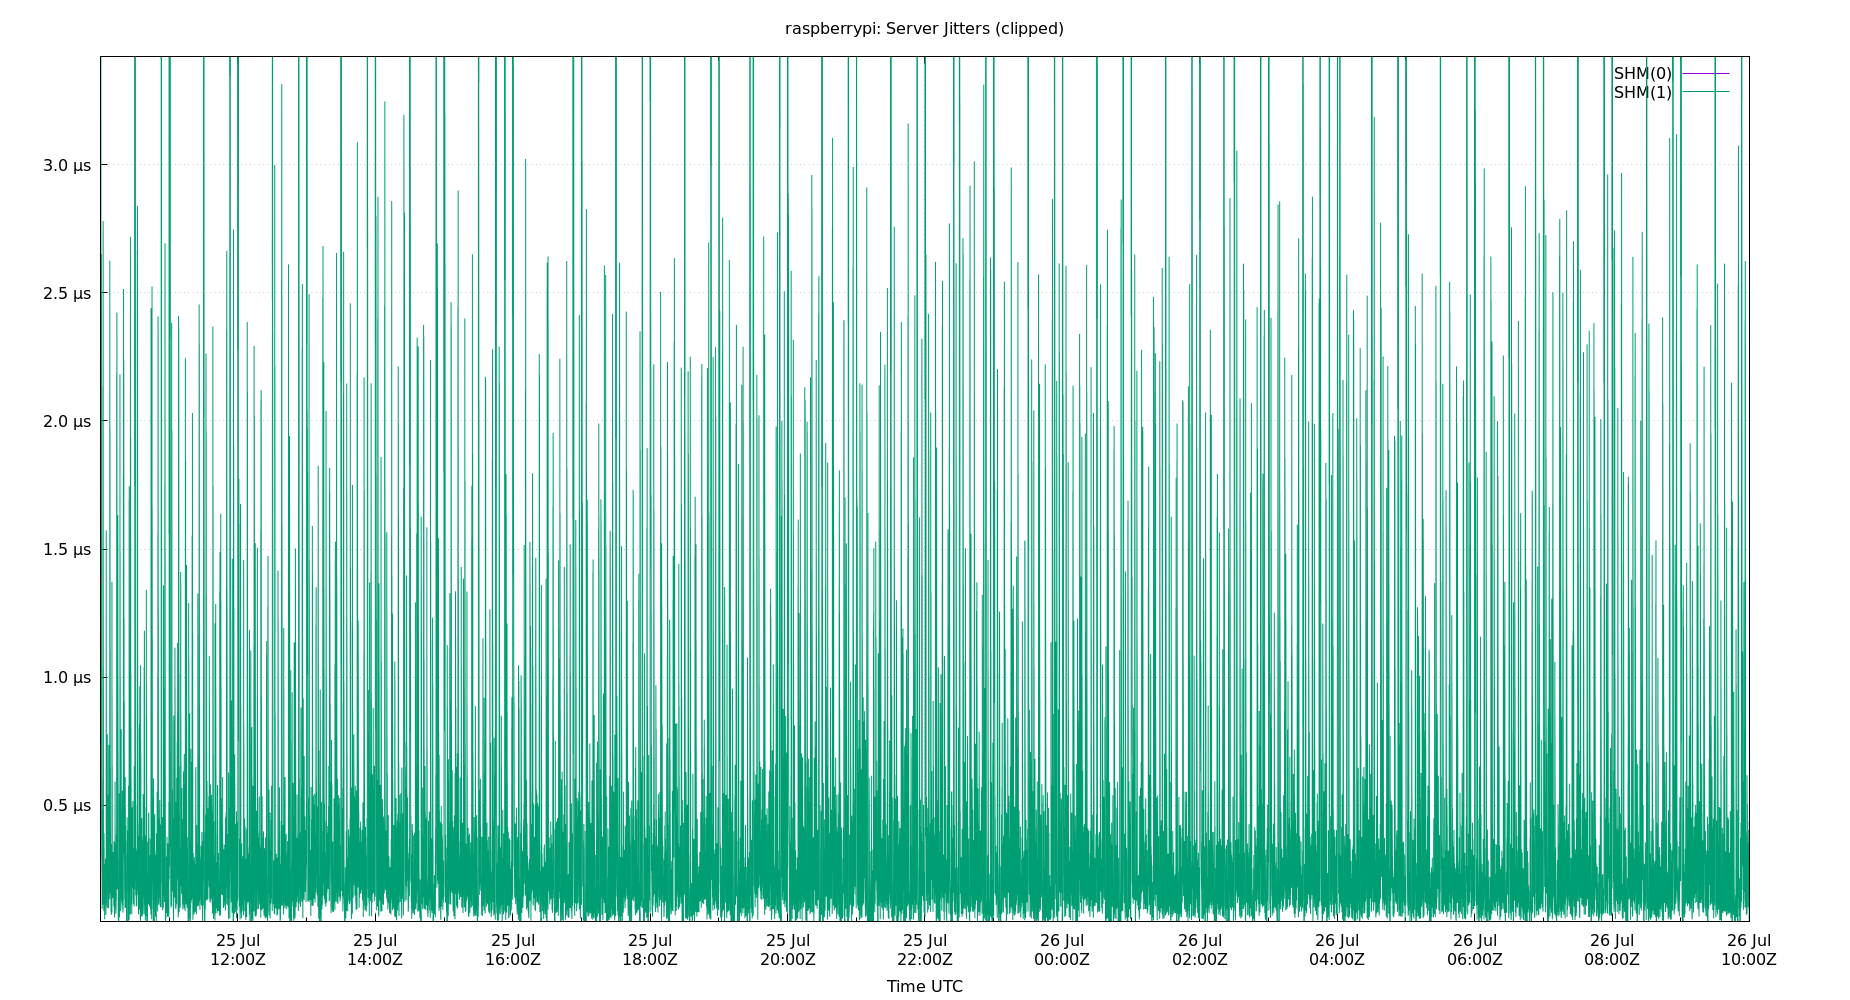 raspberrypi: Server Jitters (clipped)
SHM(0)
SHM(1)
3.0 µs
2.5 µs
2.0 µs
1.5 µs
1.0 µs
0.5 µs
25 Jul 25 Jul 25 Jul 25 Jul 25 Jul 25 Jul 26 Jul 26 Jul 26 Jul 26 Jul 26 Jul 26 Jul
12:00Z 14:00Z 16:00Z 18:00Z 20:00Z 22:00Z 00:00Z 02:00Z 04:00Z 06:00Z 08:00Z 10:00Z
Time UTC